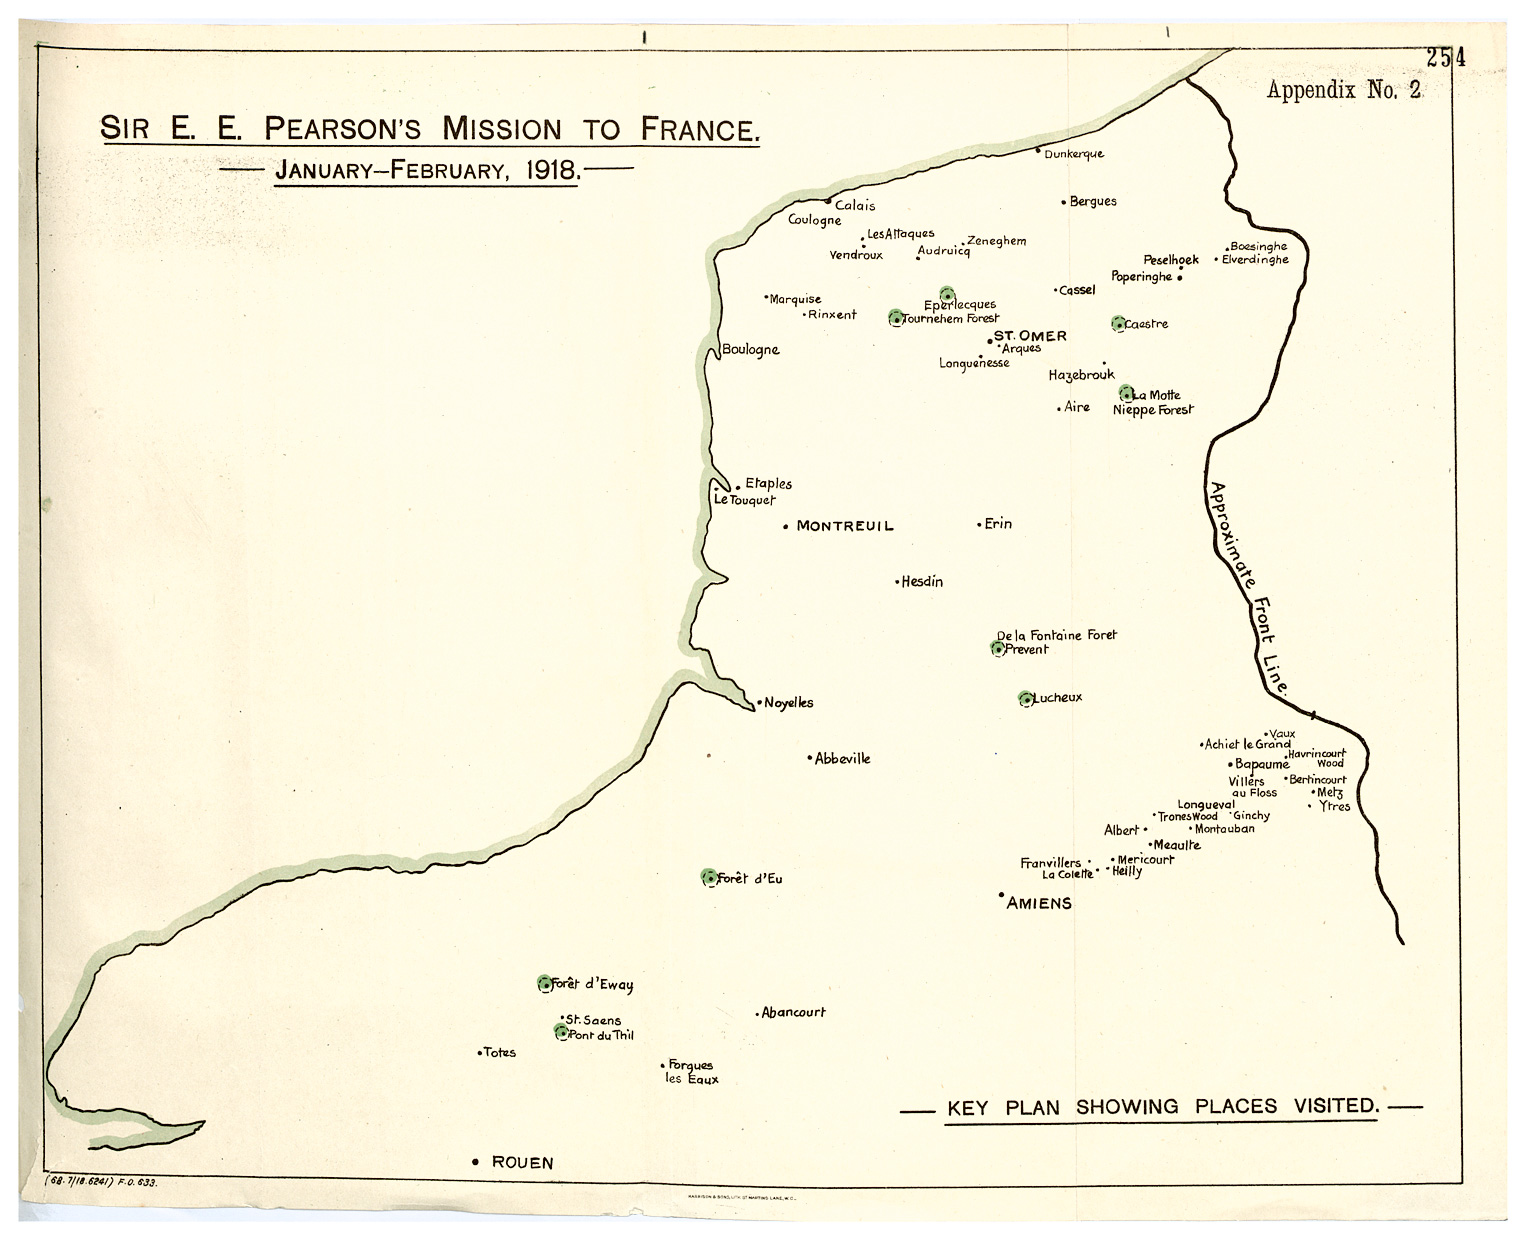 254
Appendix No. 2
SIR E. E. PEARSON'S MISSION TO FRANCE.
JANUARY–FEBRUARY, 1918.
Dunkerque
Calais
Bergues
Coulogne
Les Attaques
Zeneghem
Vendroux
Audruicq
Boesinghe
Elverdinghe
Peselhoek
Poperinghe
Marquise
Rinxent
Cassel
Eperlecques
Tournehem Forest
Caestre
ST. OMER
Arques
Longuenesse
Boulogne
Hazebrouk
Aire
La Motte
Nieppe Forest
Etaples
Le Touquet
MONTREUIL
Erin
Approximate Front Line.
Hesdin
De la Fontaine Foret
Prevent
Lucheux
Noyelles
Abbeville
Vaux
Achiet le Grand
Havrincourt
Wood
Bapaume
Villers
au Floss
Bertincourt
Metz
Ytres
Longueval
Trones Wood
Ginchy
Albert
Montauban
Meaulte
Franvillers
Mericourt
La Colette
Heilly
AMIENS
Forêt d'Eu
Forêt d'Eway
St. Saens
Pont du Thil
Abancourt
Totes
Forgues
les Eaux
KEY PLAN SHOWING PLACES VISITED.
ROUEN
(68. 7/18. 6241) F.O. 633.
HARRISON & SONS, LITH. ST MARTINS LANE, W.C.